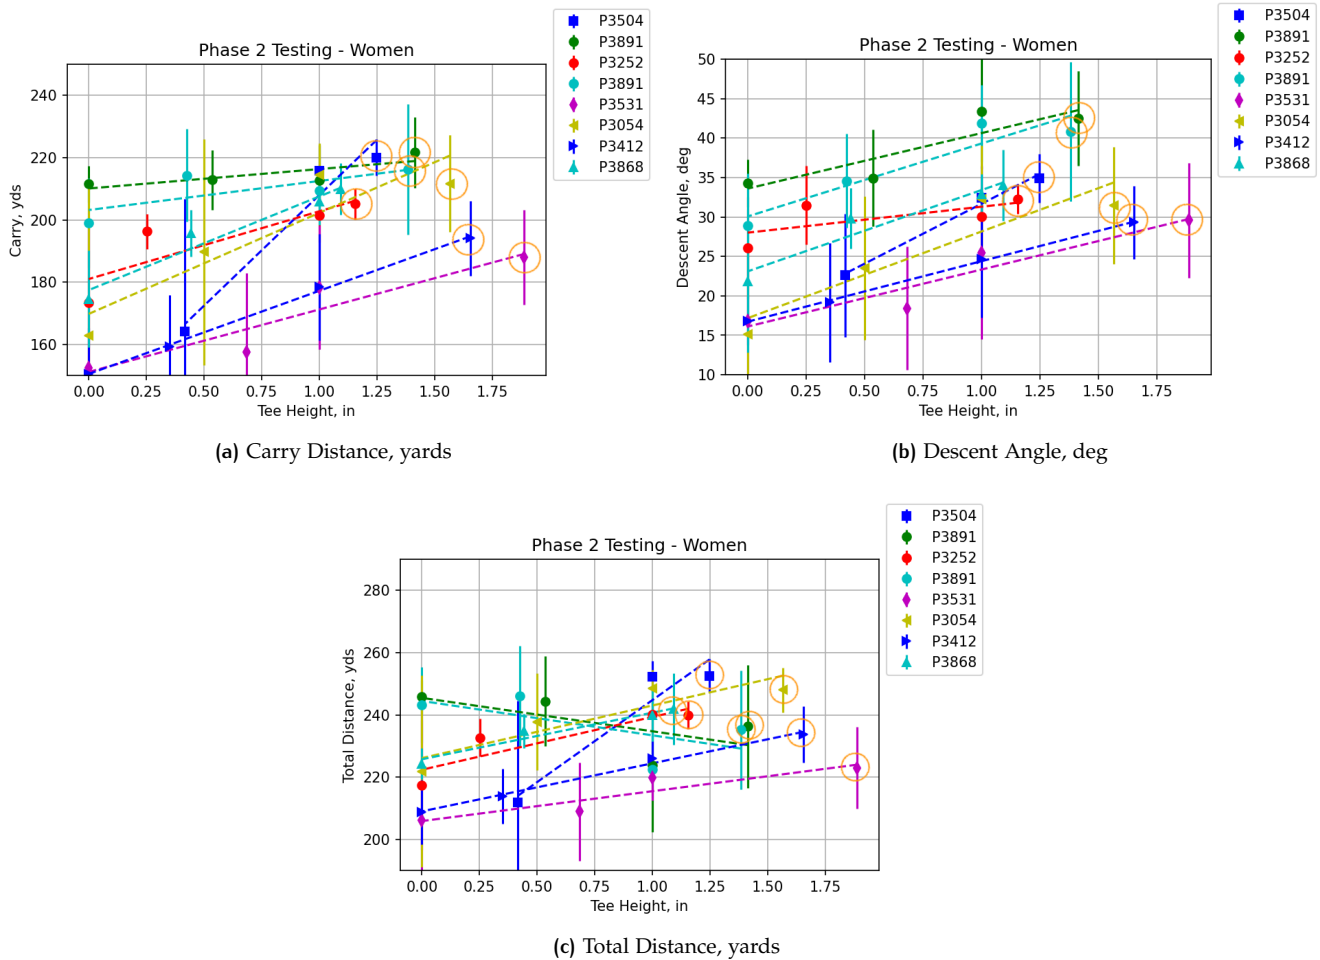 Phase 2 Testing - Women
Carry, yds
240
220
200
180
160
0.00 0.25 0.50 0.75 1.00 1.25 1.50 1.75
Tee Height, in
P3504
P3891
P3252
P3891
P3531
P3054
P3412
P3868
(a) Carry Distance, yards
Phase 2 Testing - Women
Descent Angle, deg
50
45
40
35
30
25
20
15
10
0.00 0.25 0.50 0.75 1.00 1.25 1.50 1.75
Tee Height, in
P3504
P3891
P3252
P3891
P3531
P3054
P3412
P3868
(b) Descent Angle, deg
Phase 2 Testing - Women
Total Distance, yds
280
260
240
220
200
0.00 0.25 0.50 0.75 1.00 1.25 1.50 1.75
Tee Height, in
P3504
P3891
P3252
P3891
P3531
P3054
P3412
P3868
(c) Total Distance, yards